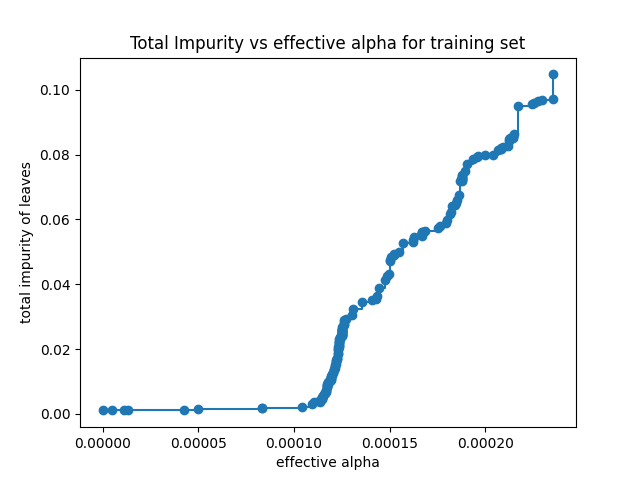 Total Impurity vs effective alpha for training set
total impurity of leaves
0.10
0.08
0.06
0.04
0.02
0.00
0.00000 0.00005 0.00010 0.00015 0.00020
effective alpha